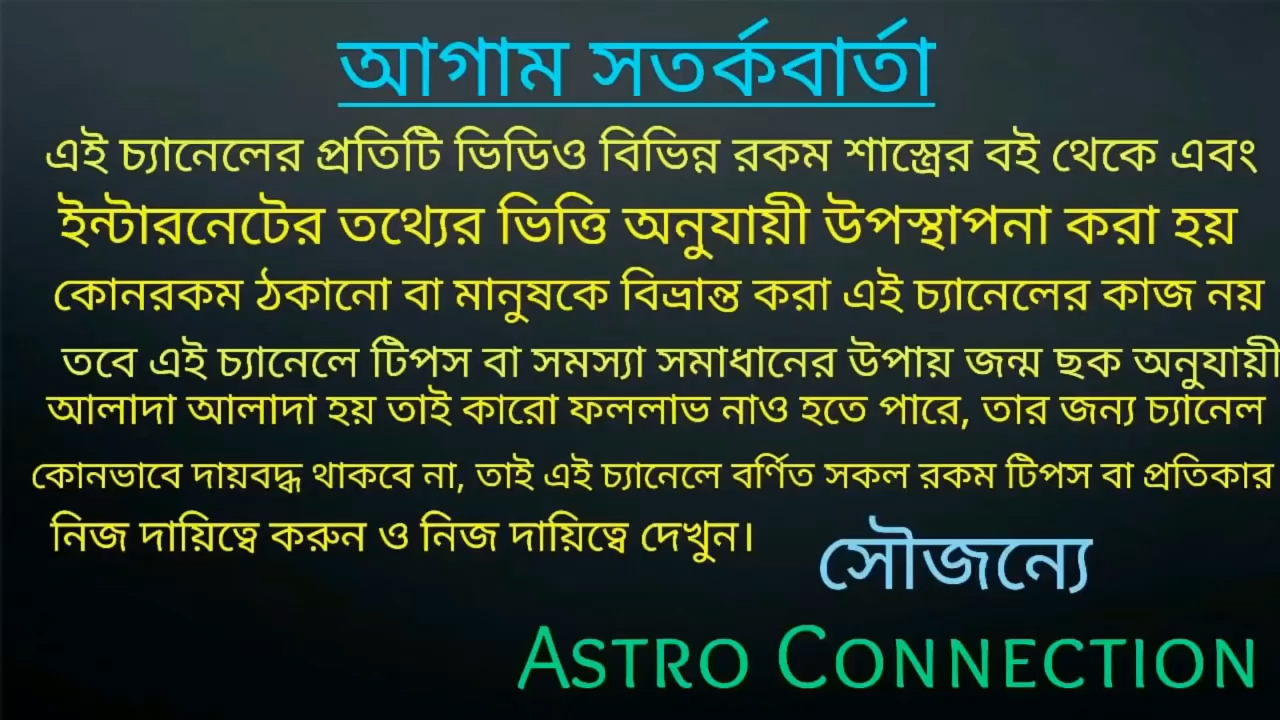 আগাম সতর্কবার্তা
এই চ্যানেলের প্রতিটি ভিডিও বিভিন্ন রকম শাস্ত্রের বই থেকে এবং
ইন্টারনেটের তথ্যের ভিত্তি অনুযায়ী উপস্থাপনা করা হয়
কোনরকম ঠকানো বা মানুষকে বিভ্রান্ত করা এই চ্যানেলের কাজ নয়
তবে এই চ্যানেলে টিপস বা সমস্যা সমাধানের উপায় জন্ম ছক অনুযায়ী
আলাদা আলাদা হয় তাই কারো ফললাভ নাও হতে পারে, তার জন্য চ্যানেল
কোনভাবে দায়বদ্ধ থাকবে না, তাই এই চ্যানেলে বর্ণিত সকল রকম টিপস বা প্রতিকার
নিজ দায়িত্বে করুন ও নিজ দায়িত্বে দেখুন।
সৌজন্যে
ASTRO CONNECTION